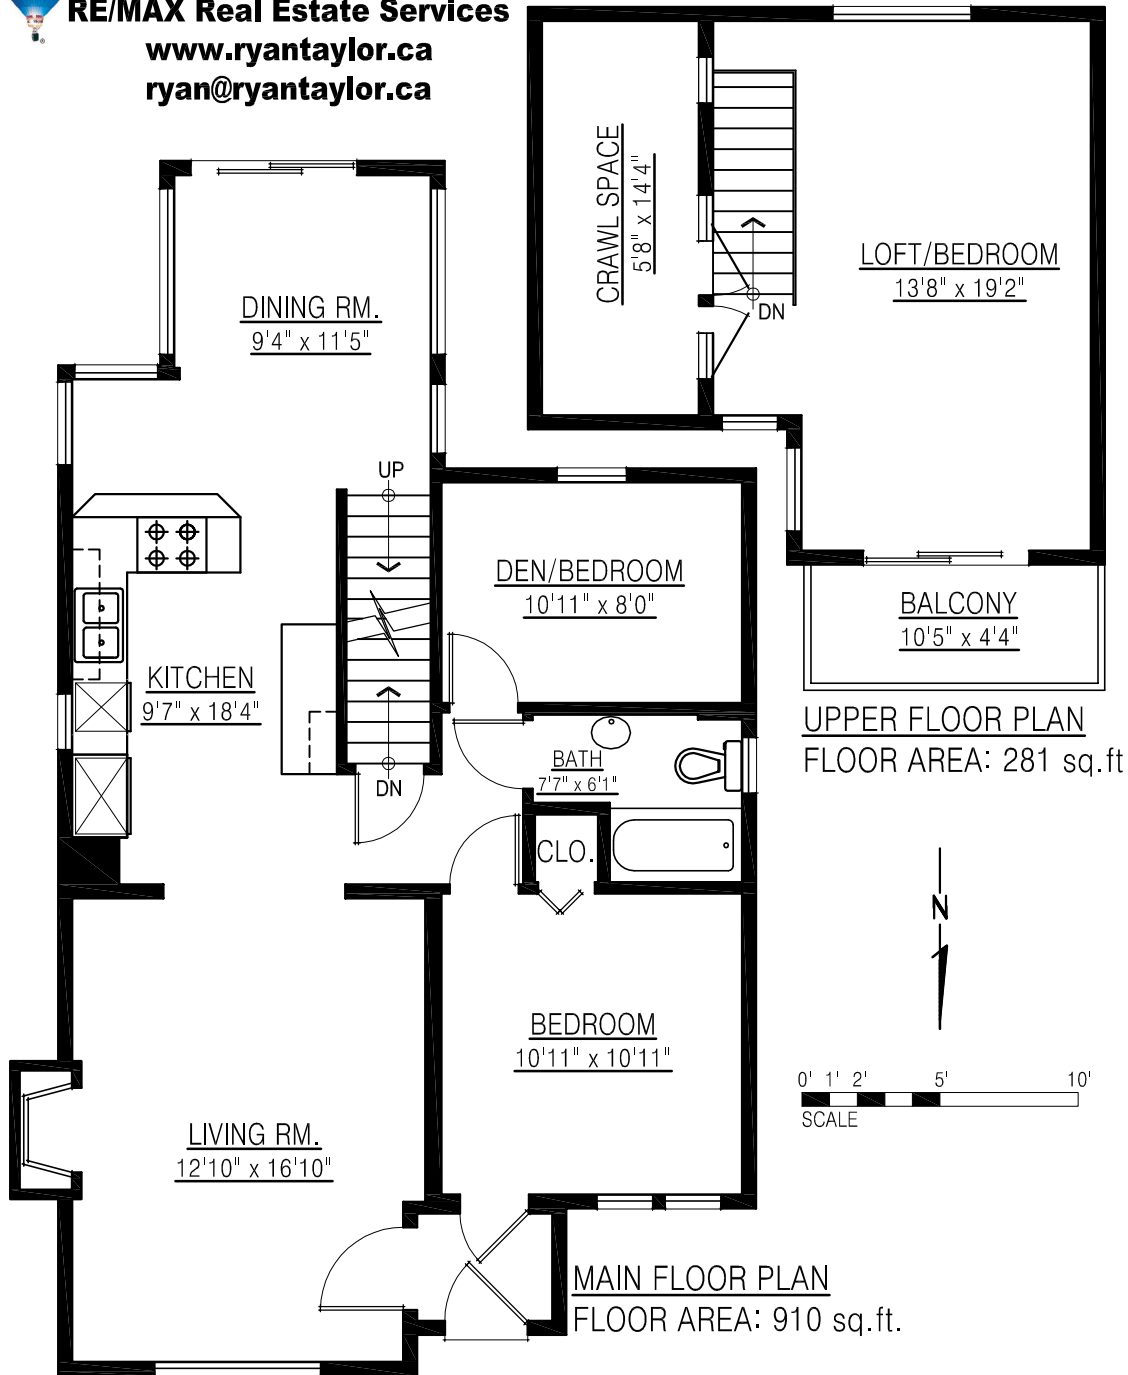 RE/MAX Real Estate Services
www.ryantaylor.ca
ryan@ryantaylor.ca
CRAWL SPACE
5'8" x 14'4"
LOFT/BEDROOM
13'8" x 19'2"
DN
DINING RM.
9'4" x 11'5"
UP
DEN/BEDROOM
10'11" x 8'0"
BALCONY
10'5" x 4'4"
KITCHEN
9'7" x 18'4"
UPPER FLOOR PLAN
FLOOR AREA: 281 sq.ft
BATH
7'7" x 6'1"
DN
CLO.
N
BEDROOM
10'11" x 10'11"
0' 1' 2' 5' 10'
SCALE
LIVING RM.
12'10" x 16'10"
MAIN FLOOR PLAN
FLOOR AREA: 910 sq.ft.